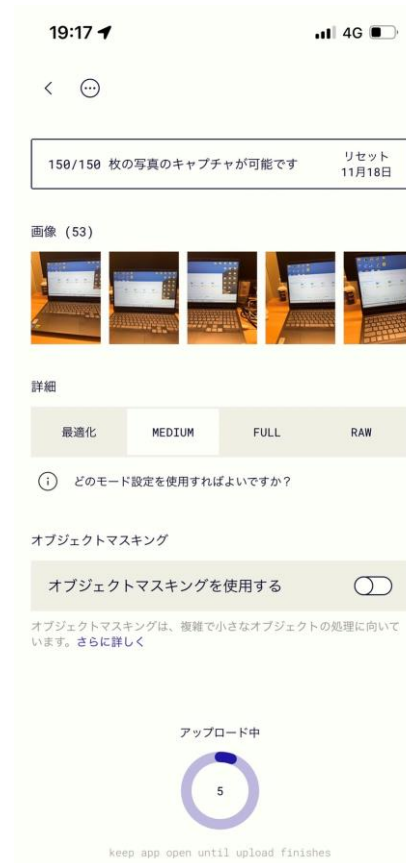 19:17
4G
150/150 枚の写真のキャプチャが可能です
リセット
11月18日
画像 (53)
詳細
最適化
MEDIUM
FULL
RAW
どのモード設定を使用すればよいですか?
オブジェクトマスキング
オブジェクトマスキングを使用する
オブジェクトマスキングは、複雑で小さなオブジェクトの処理に向いて
います。さらに詳しく
アップロード中
5
keep app open until upload finishes